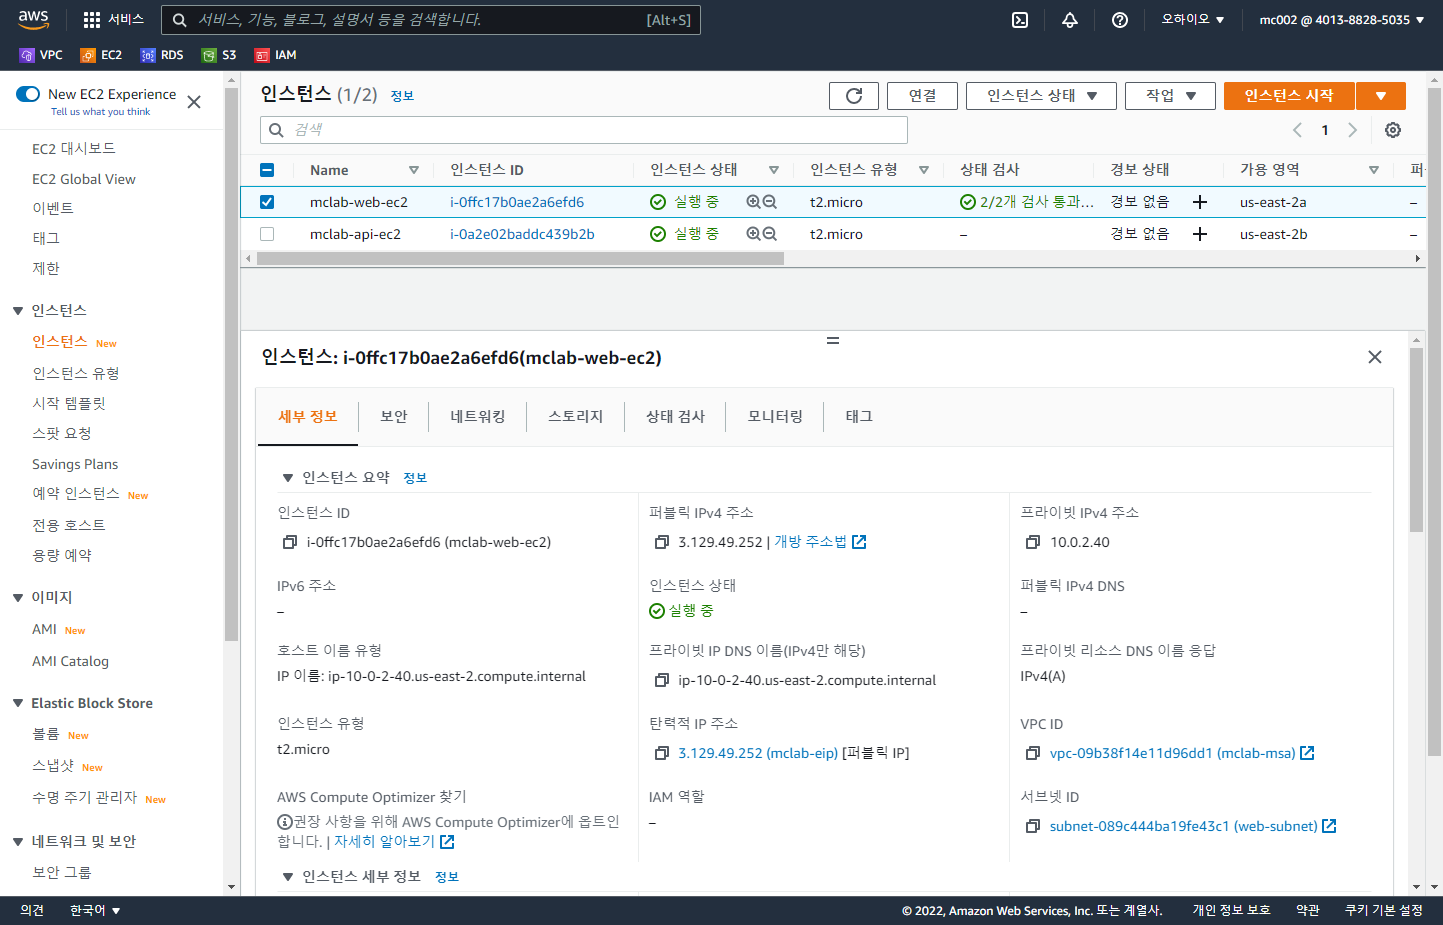 aws 서비스 서비스, 기능, 블로그, 설명서 등을 검색합니다. [Alt+S] 오하이오 ▼ mc002 @ 4013-8828-5035 ▼
VPC EC2 RDS S3 IAM
New EC2 Experience
Tell us what you think
EC2 대시보드
EC2 Global View
이벤트
태그
제한
▼ 인스턴스
인스턴스 New
인스턴스 유형
시작 템플릿
스팟 요청
Savings Plans
예약 인스턴스 New
전용 호스트
용량 예약
▼ 이미지
AMI New
AMI Catalog
▼ Elastic Block Store
볼륨 New
스냅샷 New
수명 주기 관리자 New
▼ 네트워크 및 보안
보안 그룹
인스턴스 (1/2) 정보 연결 인스턴스 상태 ▼ 작업 ▼ 인스턴스 시작 ▼
검색 1
Name 인스턴스 ID 인스턴스 상태 인스턴스 유형 상태 검사 경보 상태 가용 영역
mclab-web-ec2 i-0ffc17b0ae2a6efd6 실행 중 t2.micro 2/2개 검사 통과... 경보 없음 + us-east-2a –
mclab-api-ec2 i-0a2e02baddc439b2b 실행 중 t2.micro – 경보 없음 + us-east-2b –
인스턴스: i-0ffc17b0ae2a6efd6(mclab-web-ec2)
세부 정보 보안 네트워킹 스토리지 상태 검사 모니터링 태그
▼ 인스턴스 요약 정보
인스턴스 ID 퍼블릭 IPv4 주소 프라이빗 IPv4 주소
i-0ffc17b0ae2a6efd6 (mclab-web-ec2) 3.129.49.252 | 개방 주소법 10.0.2.40
IPv6 주소 인스턴스 상태 퍼블릭 IPv4 DNS
– 실행 중 –
호스트 이름 유형 프라이빗 IP DNS 이름(IPv4만 해당) 프라이빗 리소스 DNS 이름 응답
IP 이름: ip-10-0-2-40.us-east-2.compute.internal ip-10-0-2-40.us-east-2.compute.internal IPv4(A)
인스턴스 유형 탄력적 IP 주소 VPC ID
t2.micro 3.129.49.252 (mclab-eip) [퍼블릭 IP] vpc-09b38f14e11d96dd1 (mclab-msa)
AWS Compute Optimizer 찾기 IAM 역할 서브넷 ID
권장 사항을 위해 AWS Compute Optimizer에 옵트인 – subnet-089c444ba19fe43c1 (web-subnet)
합니다. | 자세히 알아보기
▼ 인스턴스 세부 정보 정보
의견 한국어 ▼ © 2022, Amazon Web Services, Inc. 또는 계열사. 개인 정보 보호 약관 쿠키 기본 설정